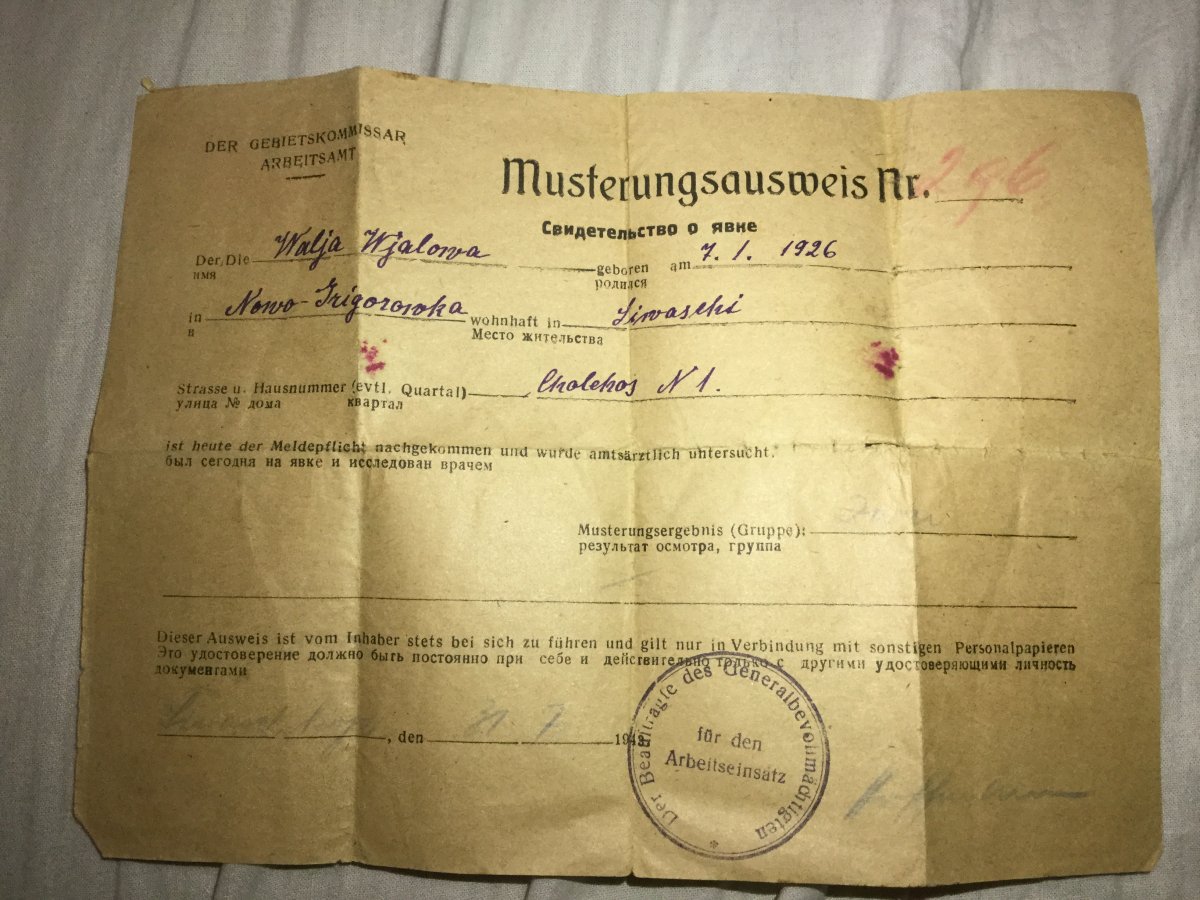 DER GEBIETSKOMMISSAR
ARBEITSAMT
Musterungsausweis Nr. 296
Свидетельство о явке
Der, Die Walja Wjalowa geboren am 7. 1. 1926
имя родился
in Nowo-Grigorowka wohnhaft in Siwaschi
в Место жительства
Strasse u. Hausnummer (evtl. Quartal) Cholchos N 1.
улица № дома квартал
ist heute der Meldepflicht nachgekommen und wurde amtsärztlich untersucht.
был сегодня на явке и исследован врачем
Musterungsergebnis (Gruppe):
результат осмотра, группа
Dieser Ausweis ist vom Inhaber stets bei sich zu führen und gilt nur in Verbindung mit sonstigen Personalpapieren
Это удостоверение должно быть постоянно при себе и действительно только с другими удостоверяющими личность
документами
, den 21. 7 194
Der Beauftragte des Generalbevollmächtigten
für den
Arbeitseinsatz